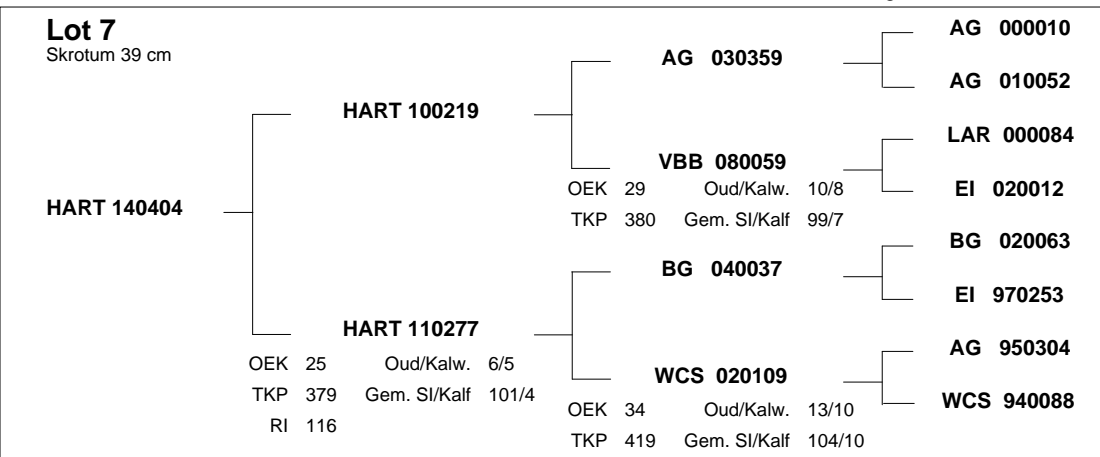 Lot 7
Skrotum 39 cm
AG 000010
AG 030359
AG 010052
HART 100219
LAR 000084
VBB 080059
OEK 29 Oud/Kalw. 10/8
EI 020012
TKP 380 Gem. SI/Kalf 99/7
HART 140404
BG 020063
BG 040037
EI 970253
HART 110277
OEK 25 Oud/Kalw. 6/5
TKP 379 Gem. SI/Kalf 101/4
RI 116
AG 950304
WCS 020109
OEK 34 Oud/Kalw. 13/10
WCS 940088
TKP 419 Gem. SI/Kalf 104/10